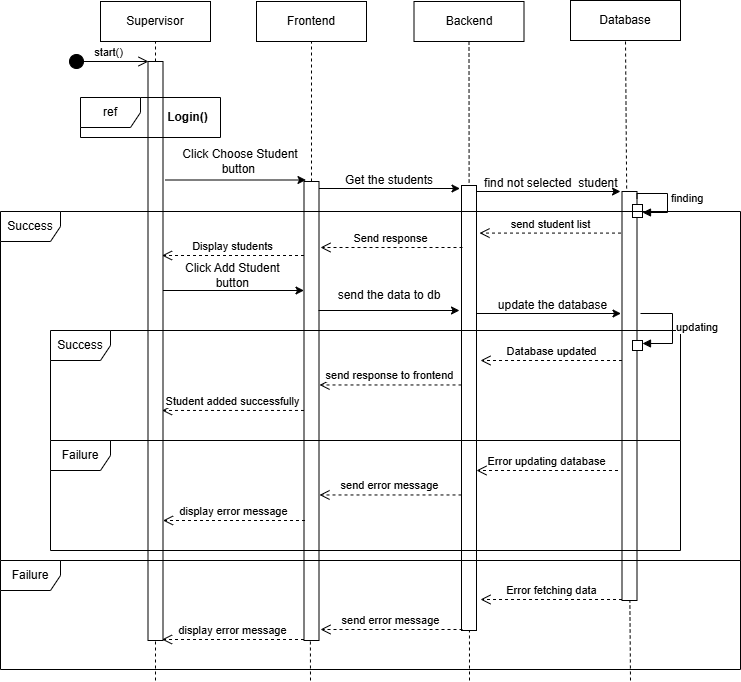 Supervisor
Frontend
Backend
Database
start()
ref
Login()
Click Choose Student
button
Get the students
find not selected  student
finding
Success
send student list
Send response
Display students
Click Add Student
button
send the data to db
update the database
updating
Success
Database updated
send response to frontend
Student added successfully
Failure
Error updating database
send error message
display error message
Failure
Error fetching data
send error message
display error message